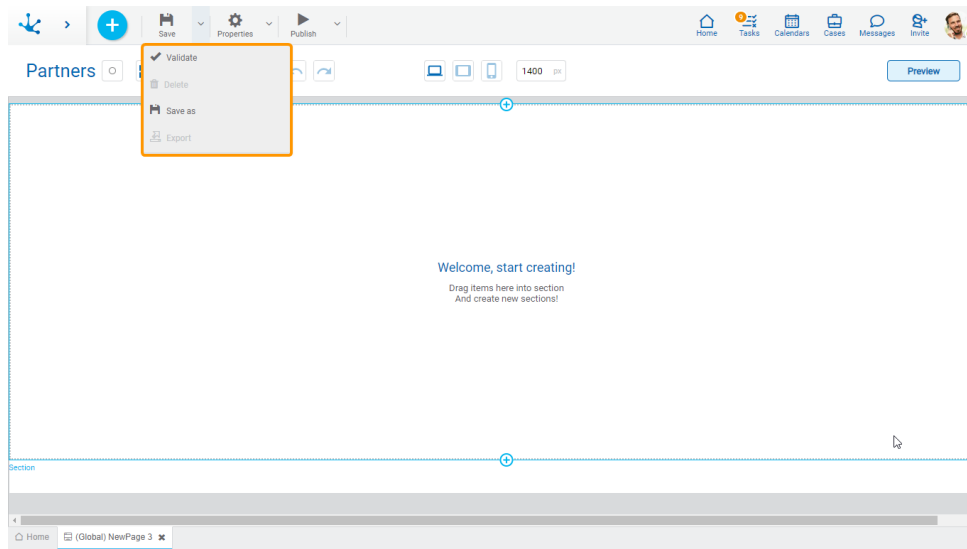 Save
Properties
Publish
Home
9
Tasks
Calendars
Cases
Messages
Invite
Partners
1400 px
Preview
Validate
Delete
Save as
Export
Welcome, start creating!
Drag items here into section
And create new sections!
Section
Home
(Global) NewPage 3